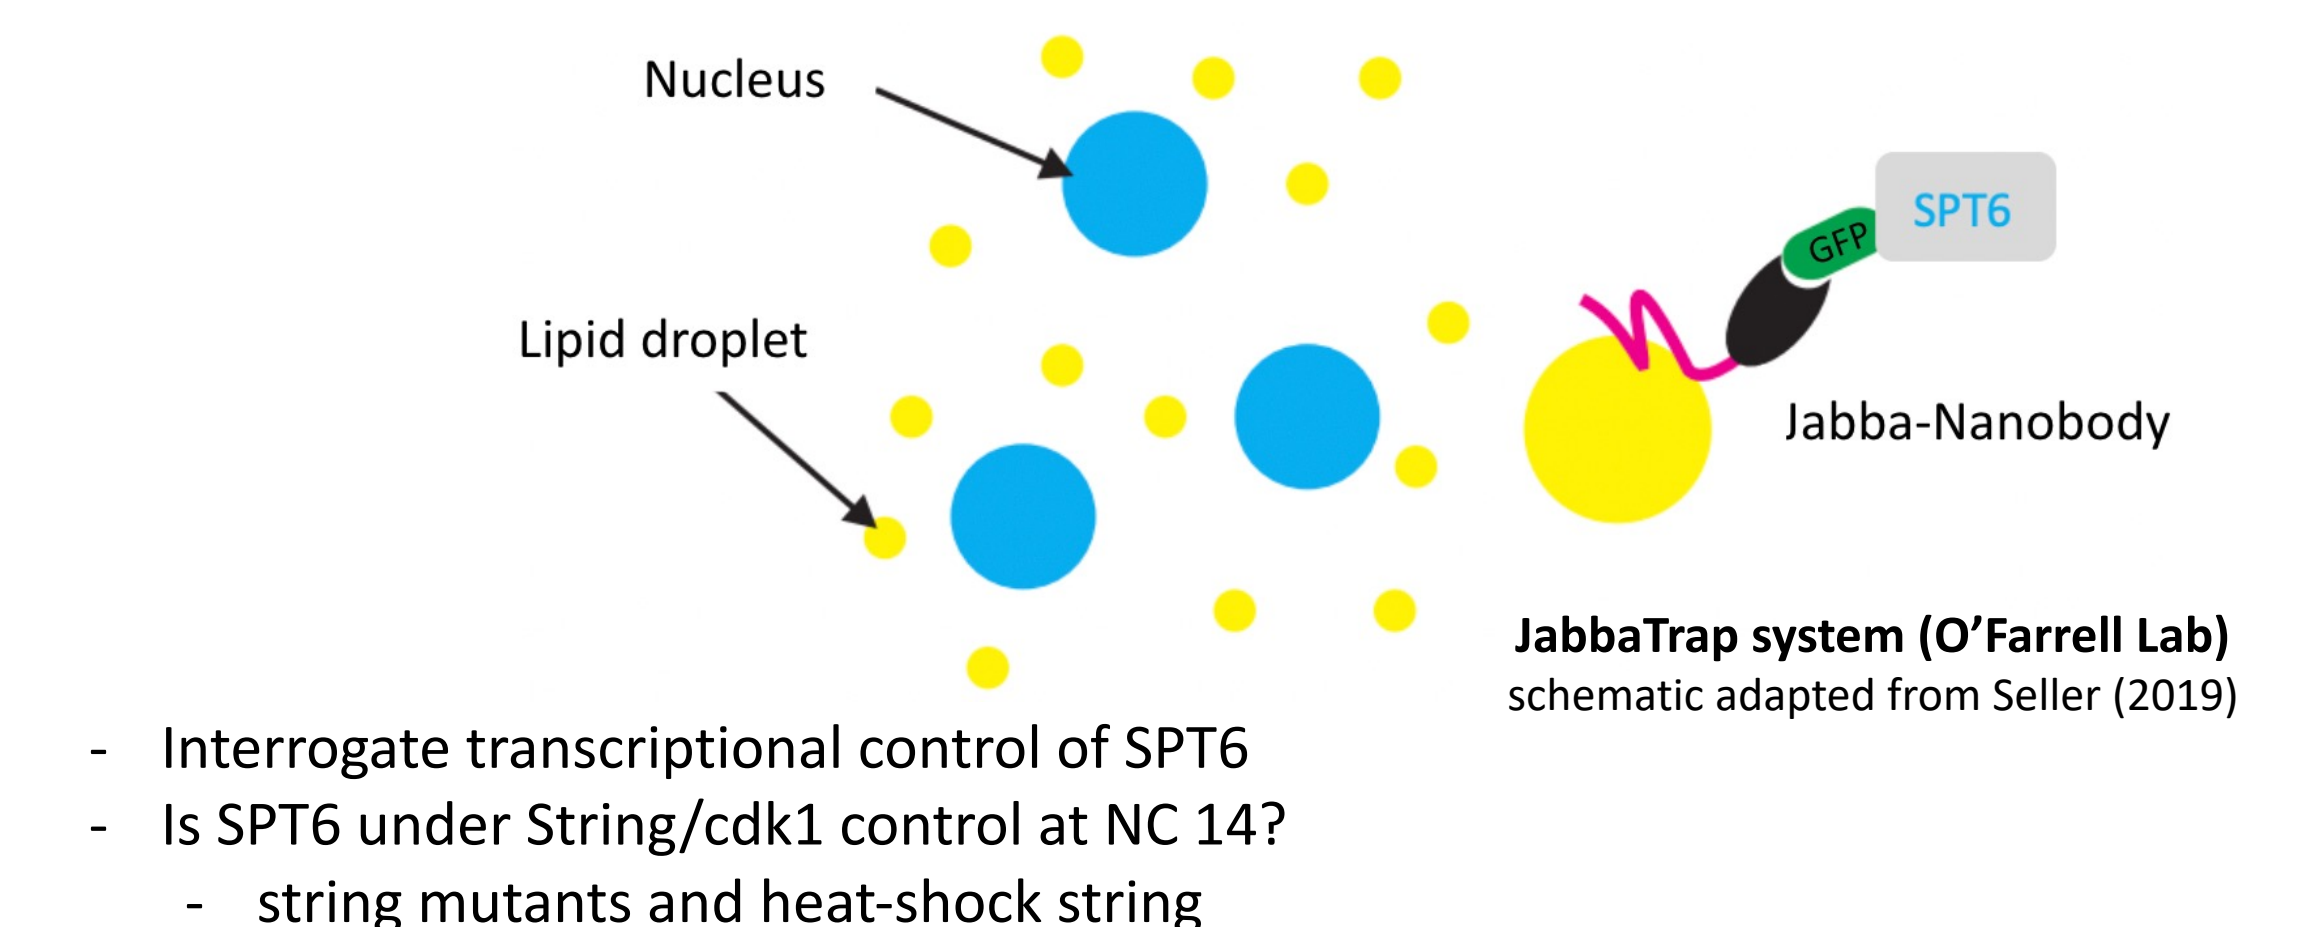 Nucleus
SPT6
GFP
Lipid droplet
Jabba-Nanobody
JabbaTrap system (O’Farrell Lab)
schematic adapted from Seller (2019)
- Interrogate transcriptional control of SPT6
- Is SPT6 under String/cdk1 control at NC 14?
- string mutants and heat-shock string